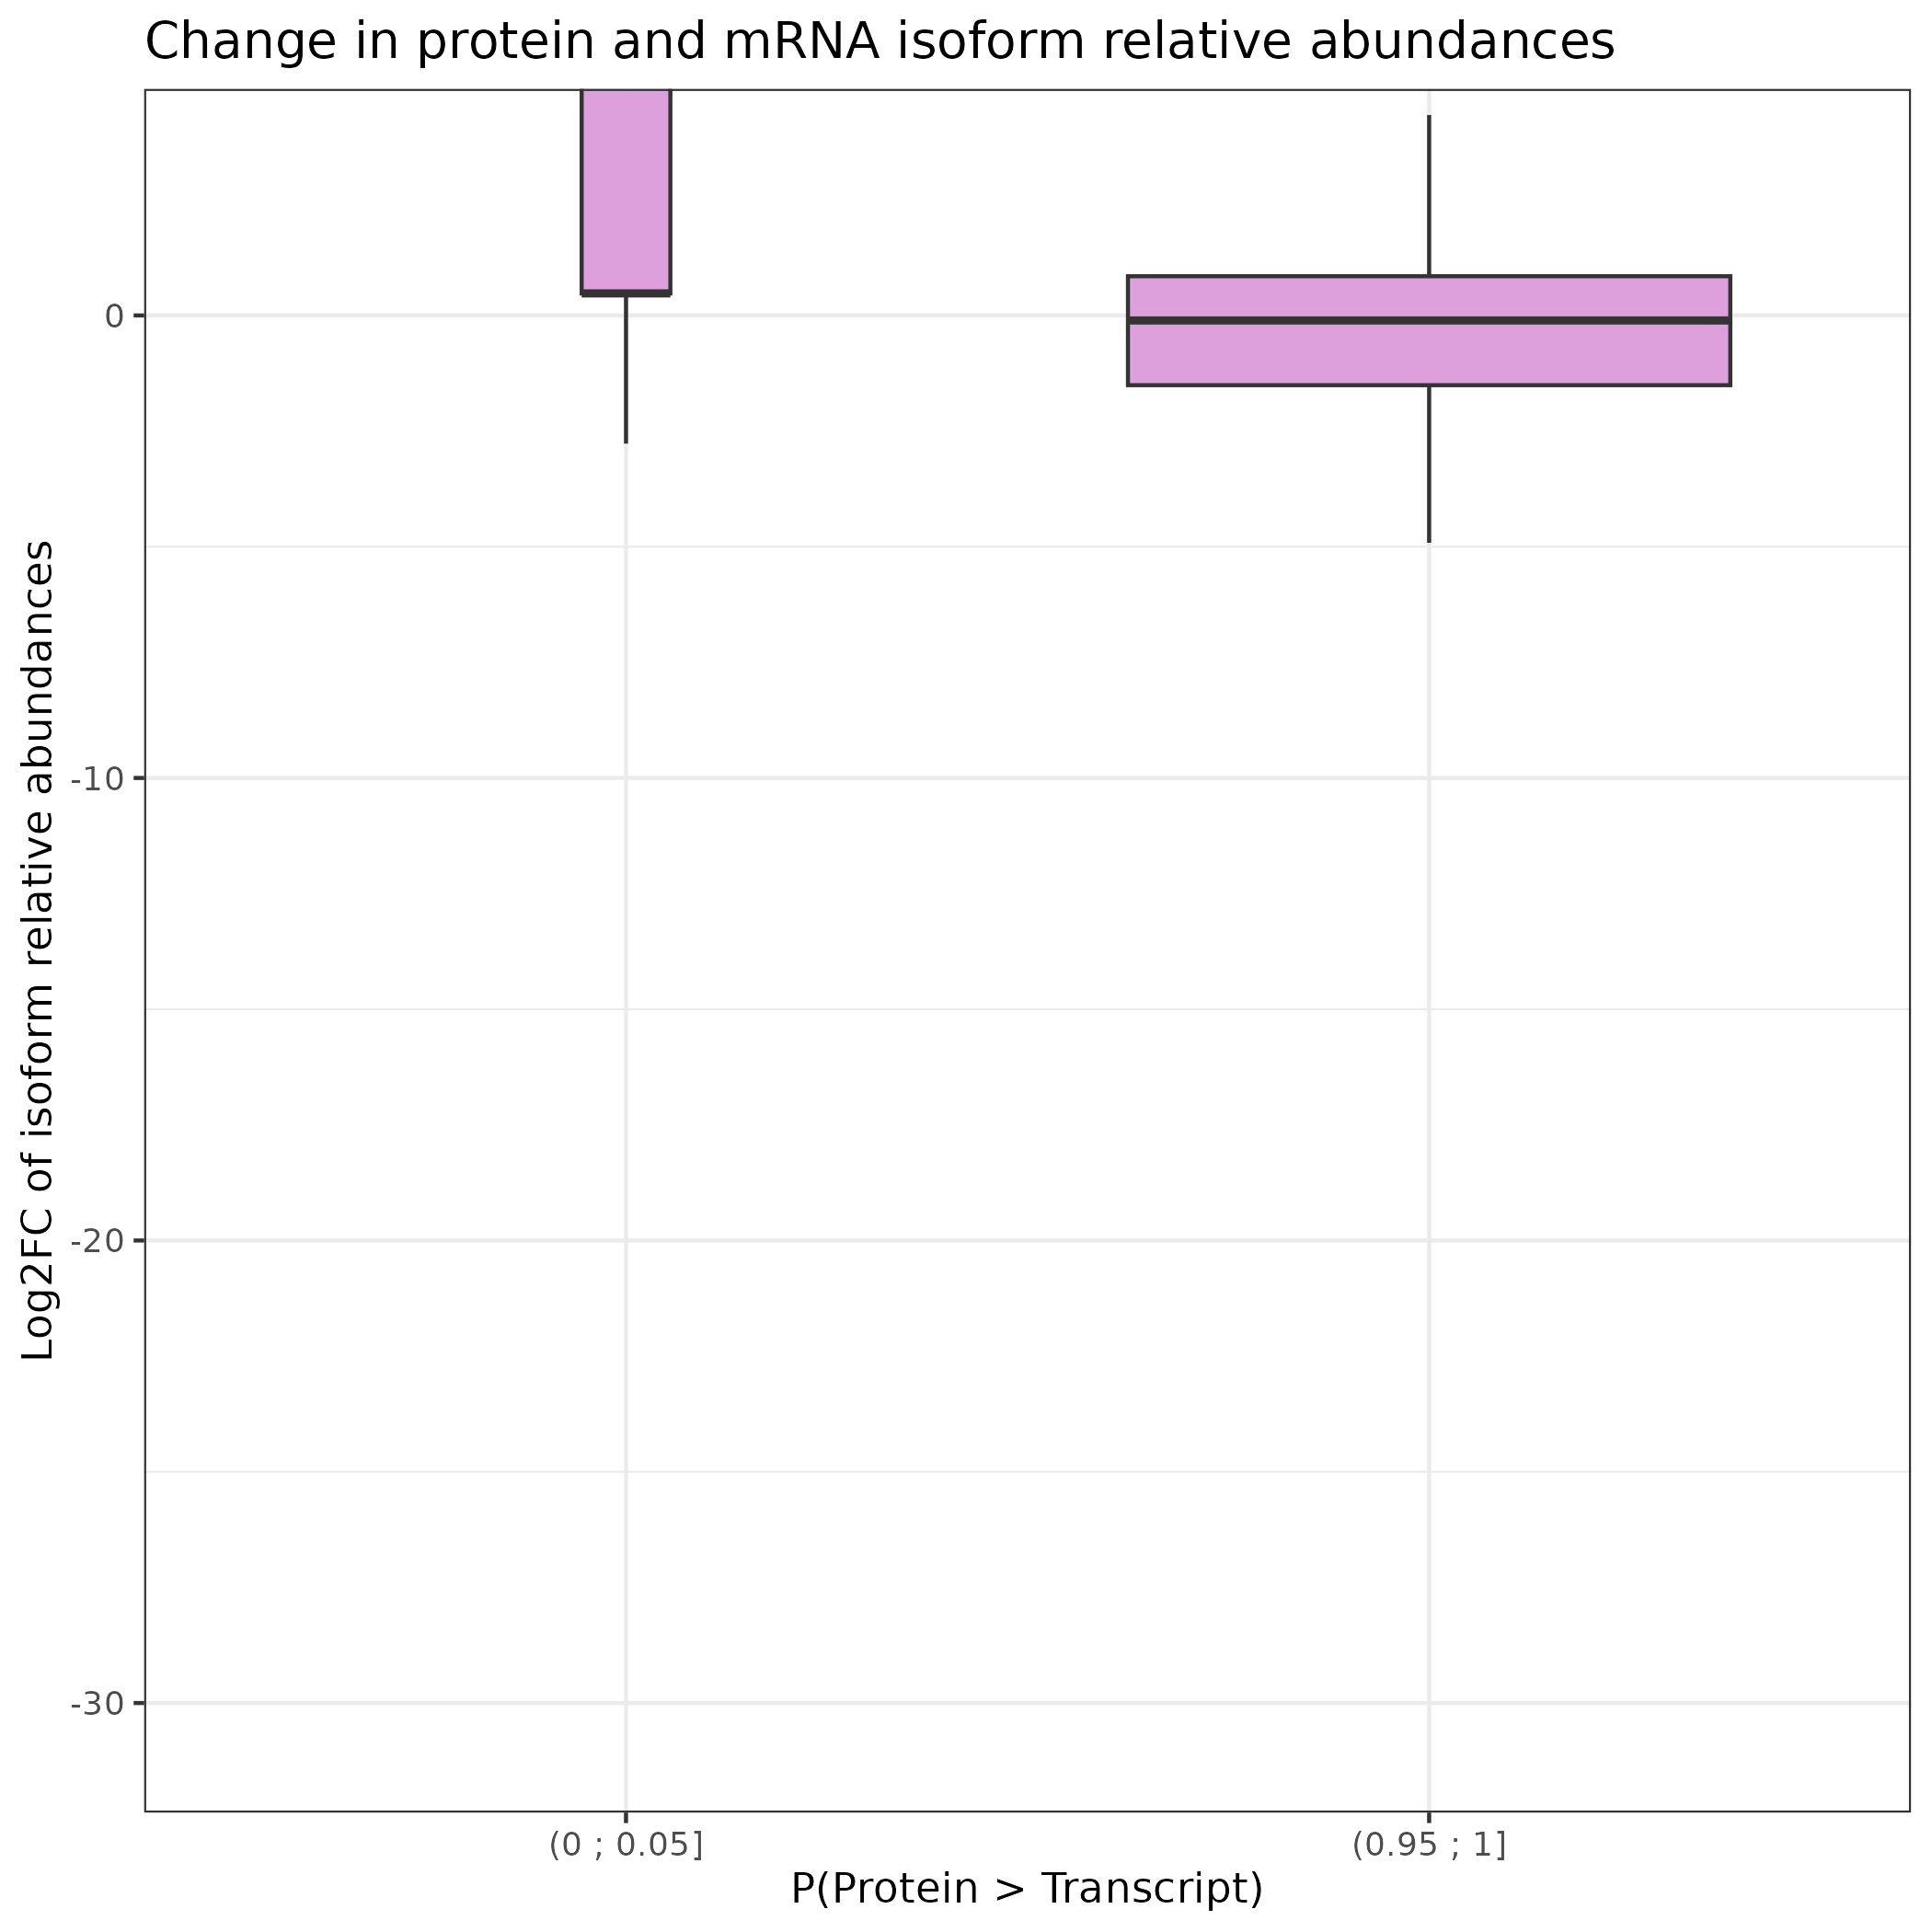 Change in protein and mRNA isoform relative abundances
Log2FC of isoform relative abundances
0
-10
-20
-30
(0 ; 0.05]
(0.95 ; 1]
P(Protein > Transcript)